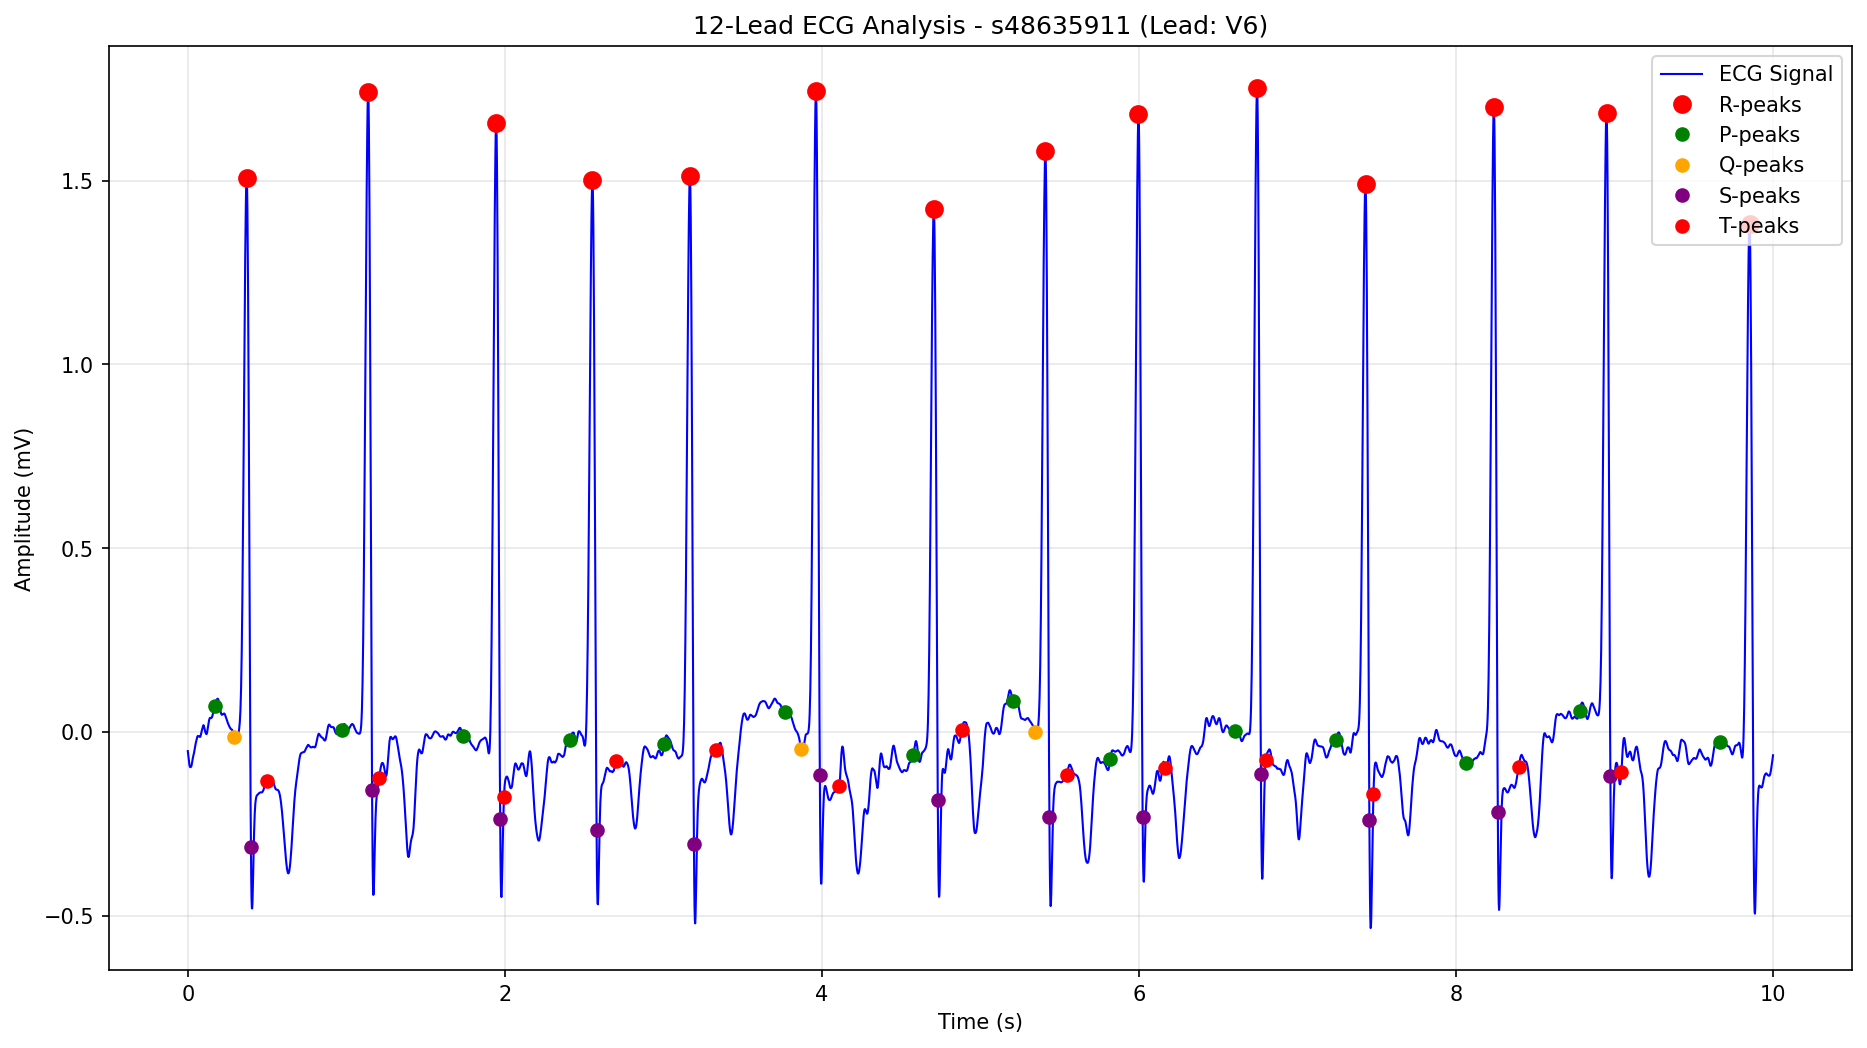 12-Lead ECG Analysis - s48635911 (Lead: V6)
ECG Signal
R-peaks
P-peaks
Q-peaks
S-peaks
T-peaks
Amplitude (mV)
1.5
1.0
0.5
0.0
−0.5
0 2 4 6 8 10
Time (s)